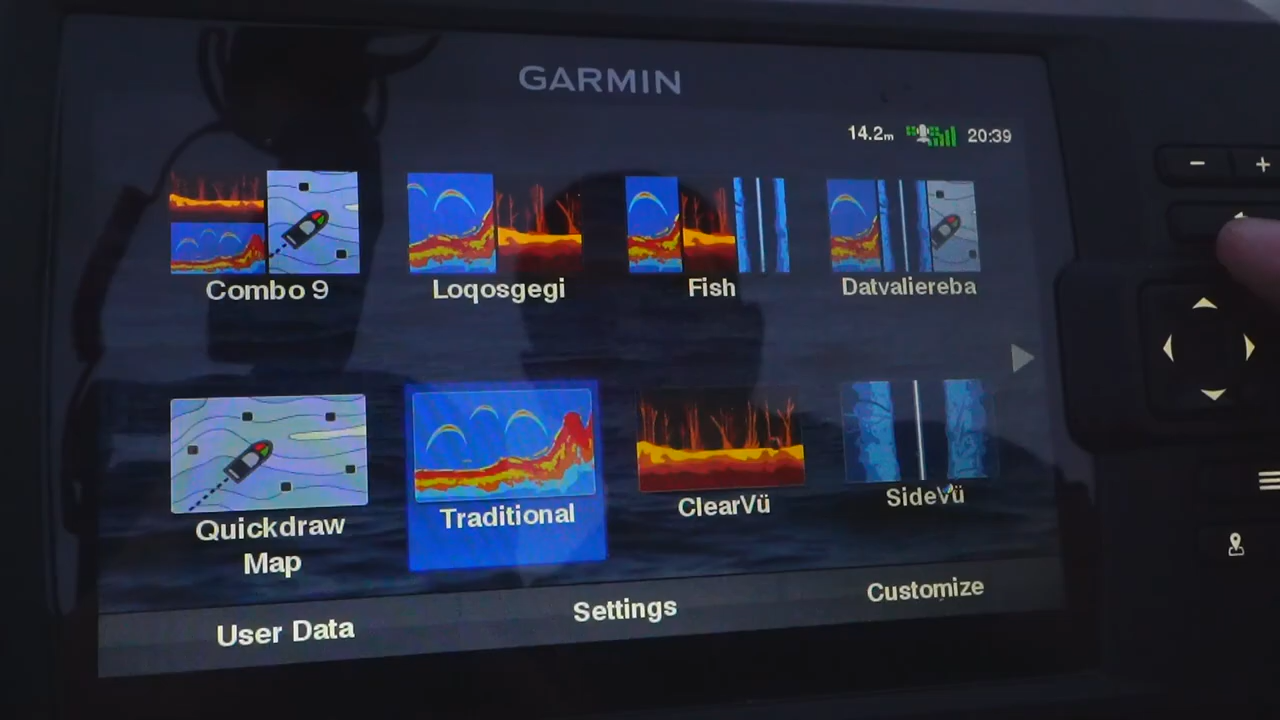 GARMIN
14.2m 20:39
Combo 9
Loqosgegi
Fish
Datvaliereba
Quickdraw
Map
Traditional
ClearVü
SideVü
User Data
Settings
Customize